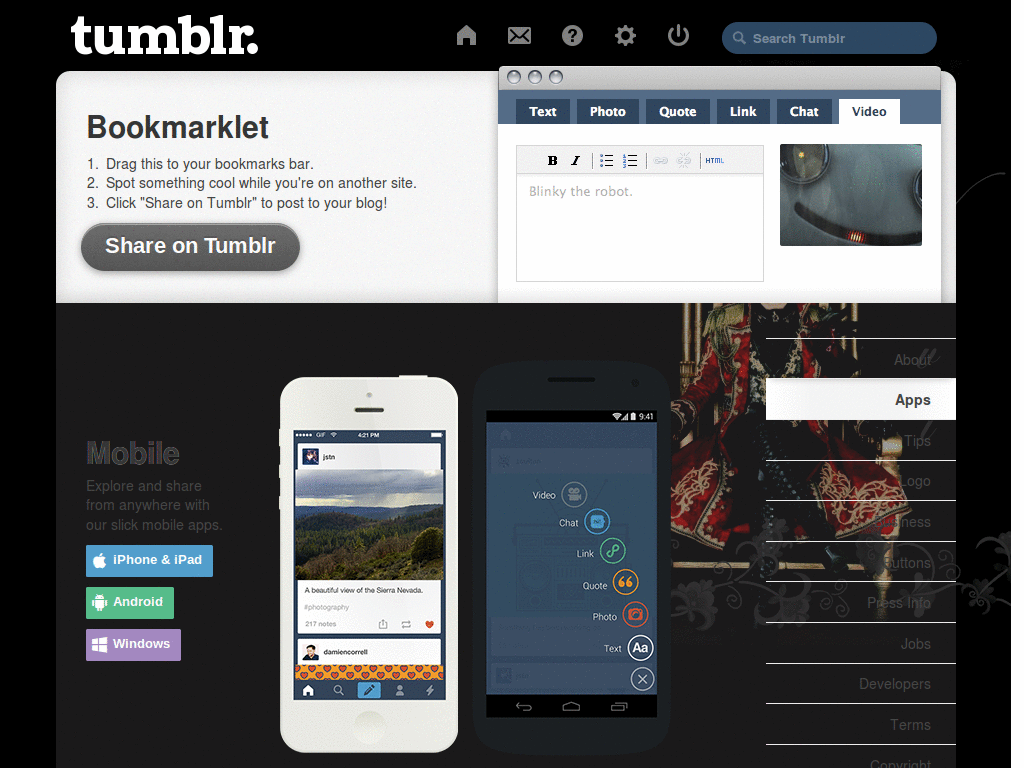 tumblr.
Search Tumblr
Bookmarklet
1. Drag this to your bookmarks bar.
2. Spot something cool while you're on another site.
3. Click "Share on Tumblr" to post to your blog!
Share on Tumblr
Text Photo Quote Link Chat Video
B I HTML
Blinky the robot.
Mobile
Explore and share
from anywhere with
our slick mobile apps.
iPhone & iPad
Android
Windows
GIF 4:21 PM
jstn
A beautiful view of the Sierra Nevada.
#photography
217 notes
damiencorrell
9:41
Video
Chat
Link
Quote
Photo
Text Aa
About
Apps
Tips
Logo
Business
Buttons
Press Info
Jobs
Developers
Terms
Copyright